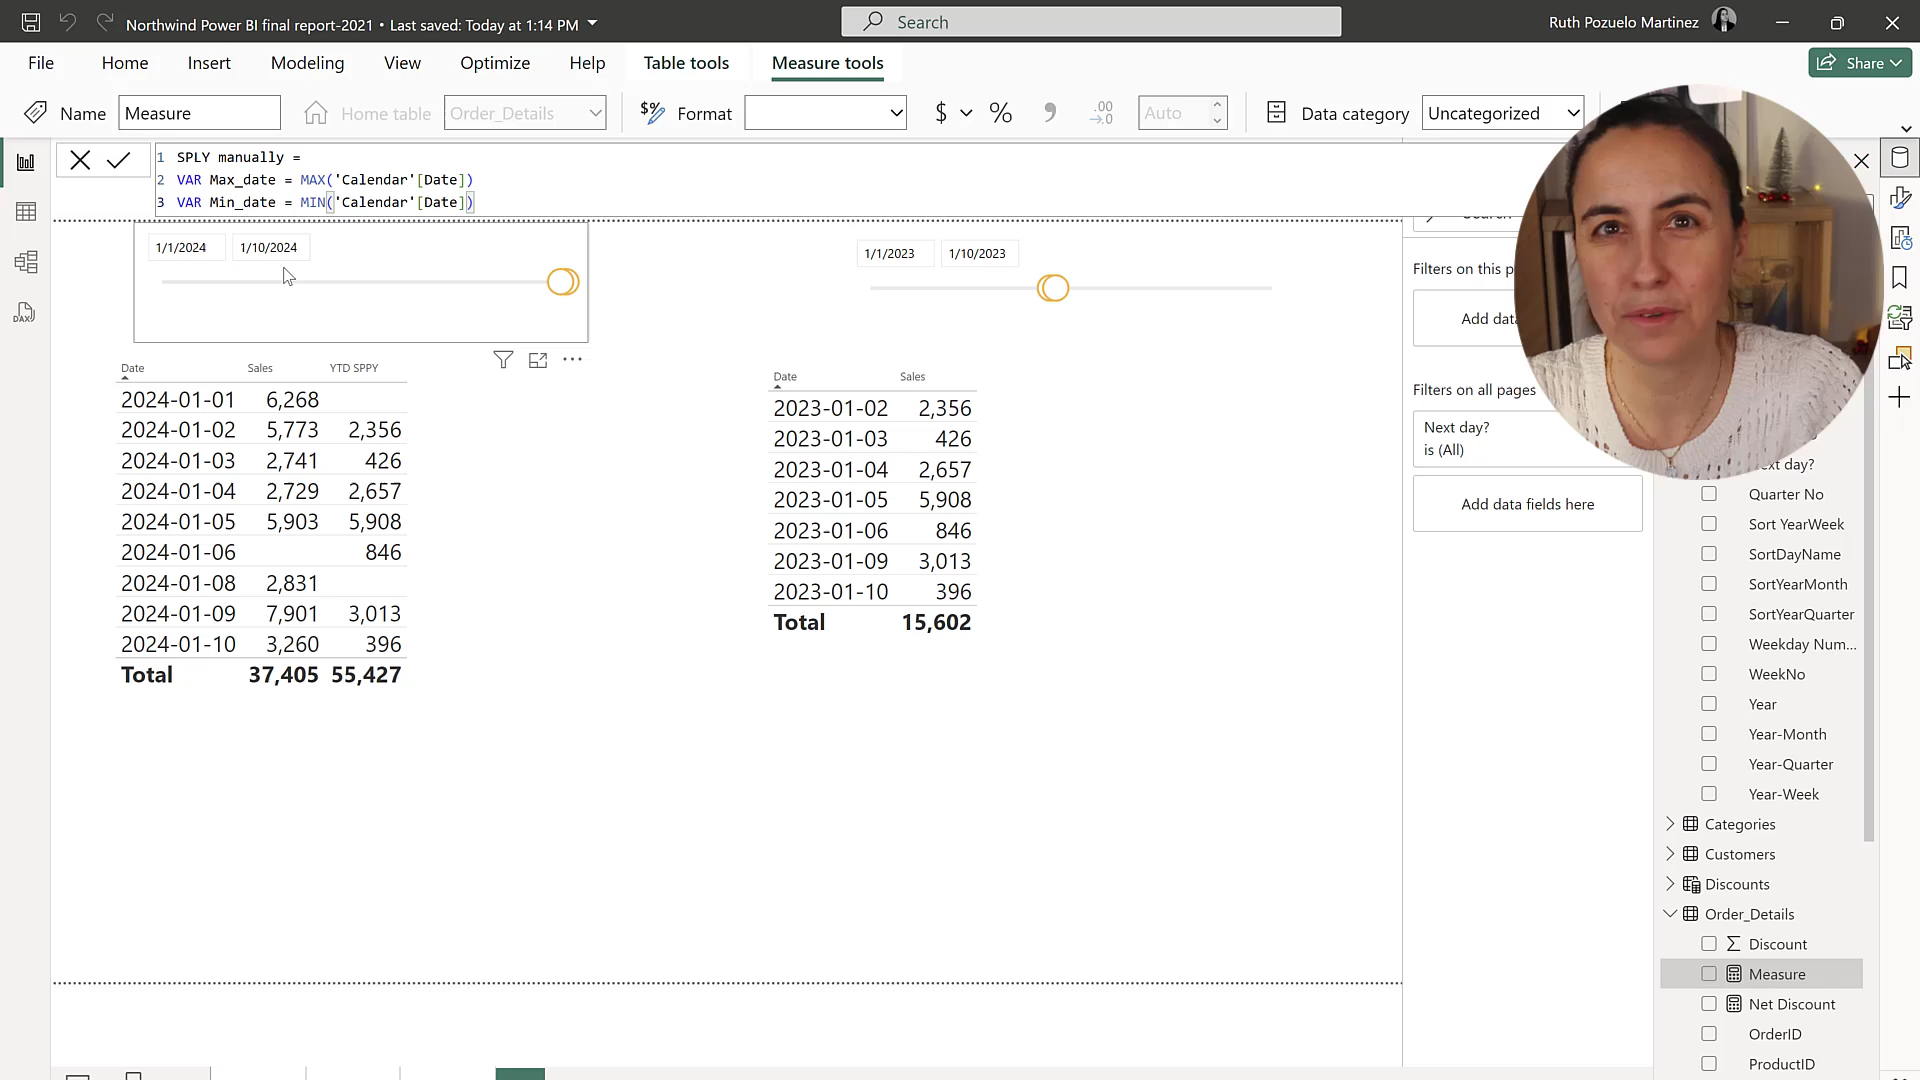 Northwind Power BI final report-2021 • Last saved: Today at 1:14 PM
Search
Ruth Pozuelo Martinez
File Home Insert Modeling View Optimize Help Table tools Measure tools
Share
Name Measure Home table Order_Details Format $ % Auto Data category Uncategorized
1 SPLY manually =
2 VAR Max_date = MAX('Calendar'[Date])
3 VAR Min_date = MIN('Calendar'[Date])
1/1/2024 1/10/2024
Date Sales YTD SPPY
2024-01-01 6,268
2024-01-02 5,773 2,356
2024-01-03 2,741 426
2024-01-04 2,729 2,657
2024-01-05 5,903 5,908
2024-01-06 846
2024-01-08 2,831
2024-01-09 7,901 3,013
2024-01-10 3,260 396
Total 37,405 55,427
1/1/2023 1/10/2023
Date Sales
2023-01-02 2,356
2023-01-03 426
2023-01-04 2,657
2023-01-05 5,908
2023-01-06 846
2023-01-09 3,013
2023-01-10 396
Total 15,602
Filters on this p
Add data
Filters on all pages
Next day?
is (All)
Add data fields here
ext day?
Quarter No
Sort YearWeek
SortDayName
SortYearMonth
SortYearQuarter
Weekday Num...
WeekNo
Year
Year-Month
Year-Quarter
Year-Week
Categories
Customers
Discounts
Order_Details
Discount
Measure
Net Discount
OrderID
ProductID